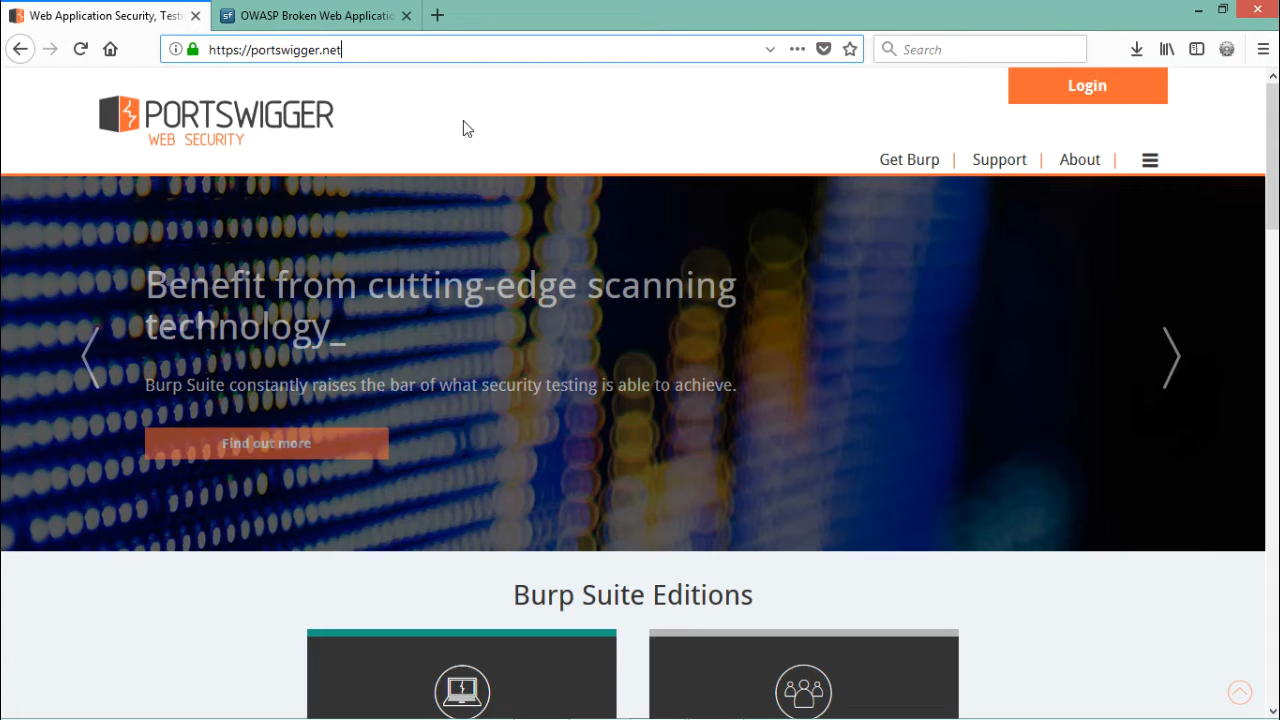 Web Application Security, Test
OWASP Broken Web Applicatio
https://portswigger.net
Search
Login
PORTSWIGGER
WEB SECURITY
Get Burp | Support | About |
Benefit from cutting-edge scanning
technology_
Burp Suite constantly raises the bar of what security testing is able to achieve.
Find out more
Burp Suite Editions